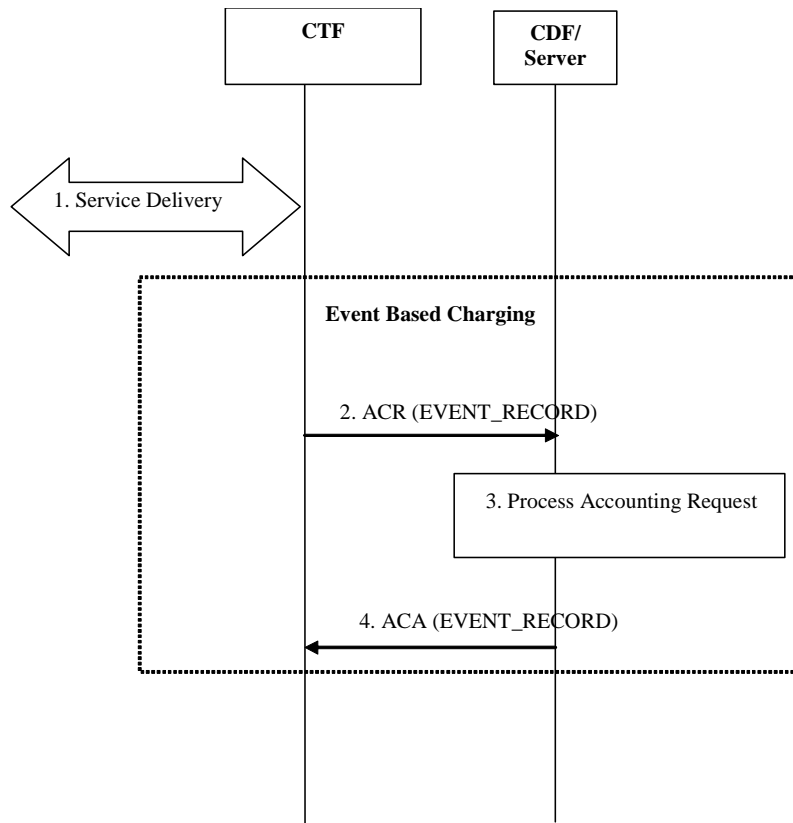 CTF
CDF/
Server
1. Service Delivery
Event Based Charging
2. ACR (EVENT_RECORD)
3. Process Accounting Request
4. ACA (EVENT_RECORD)